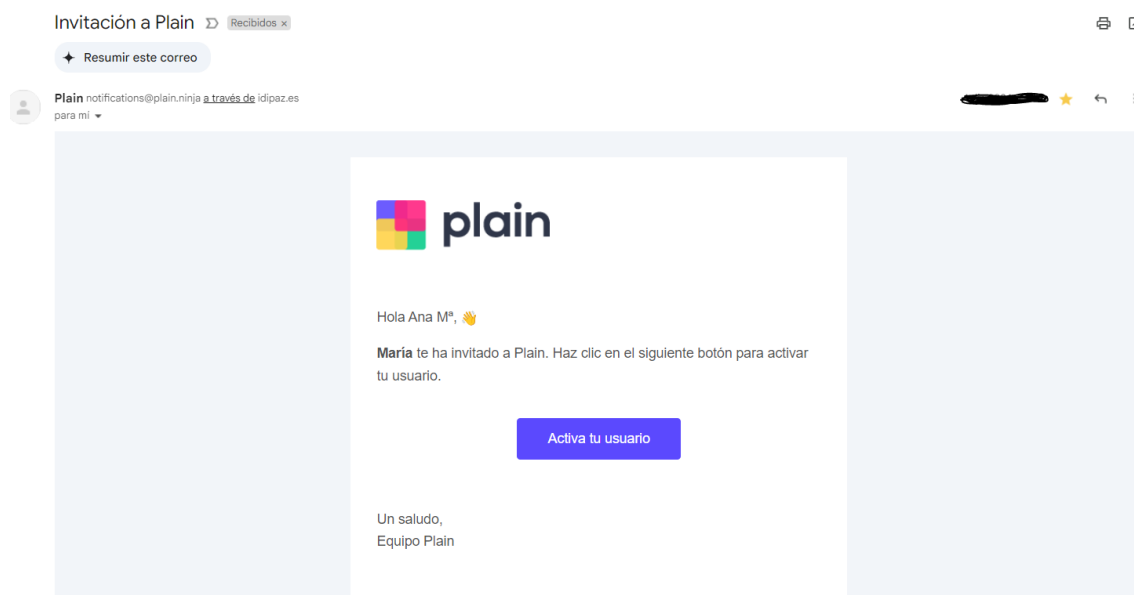 Invitación a Plain Recibidos x
Resumir este correo
Plain notifications@plain.ninja a través de idipaz.es
para mí
plain
Hola Ana Mª, 👋
María te ha invitado a Plain. Haz clic en el siguiente botón para activar
tu usuario.
Activa tu usuario
Un saludo,
Equipo Plain